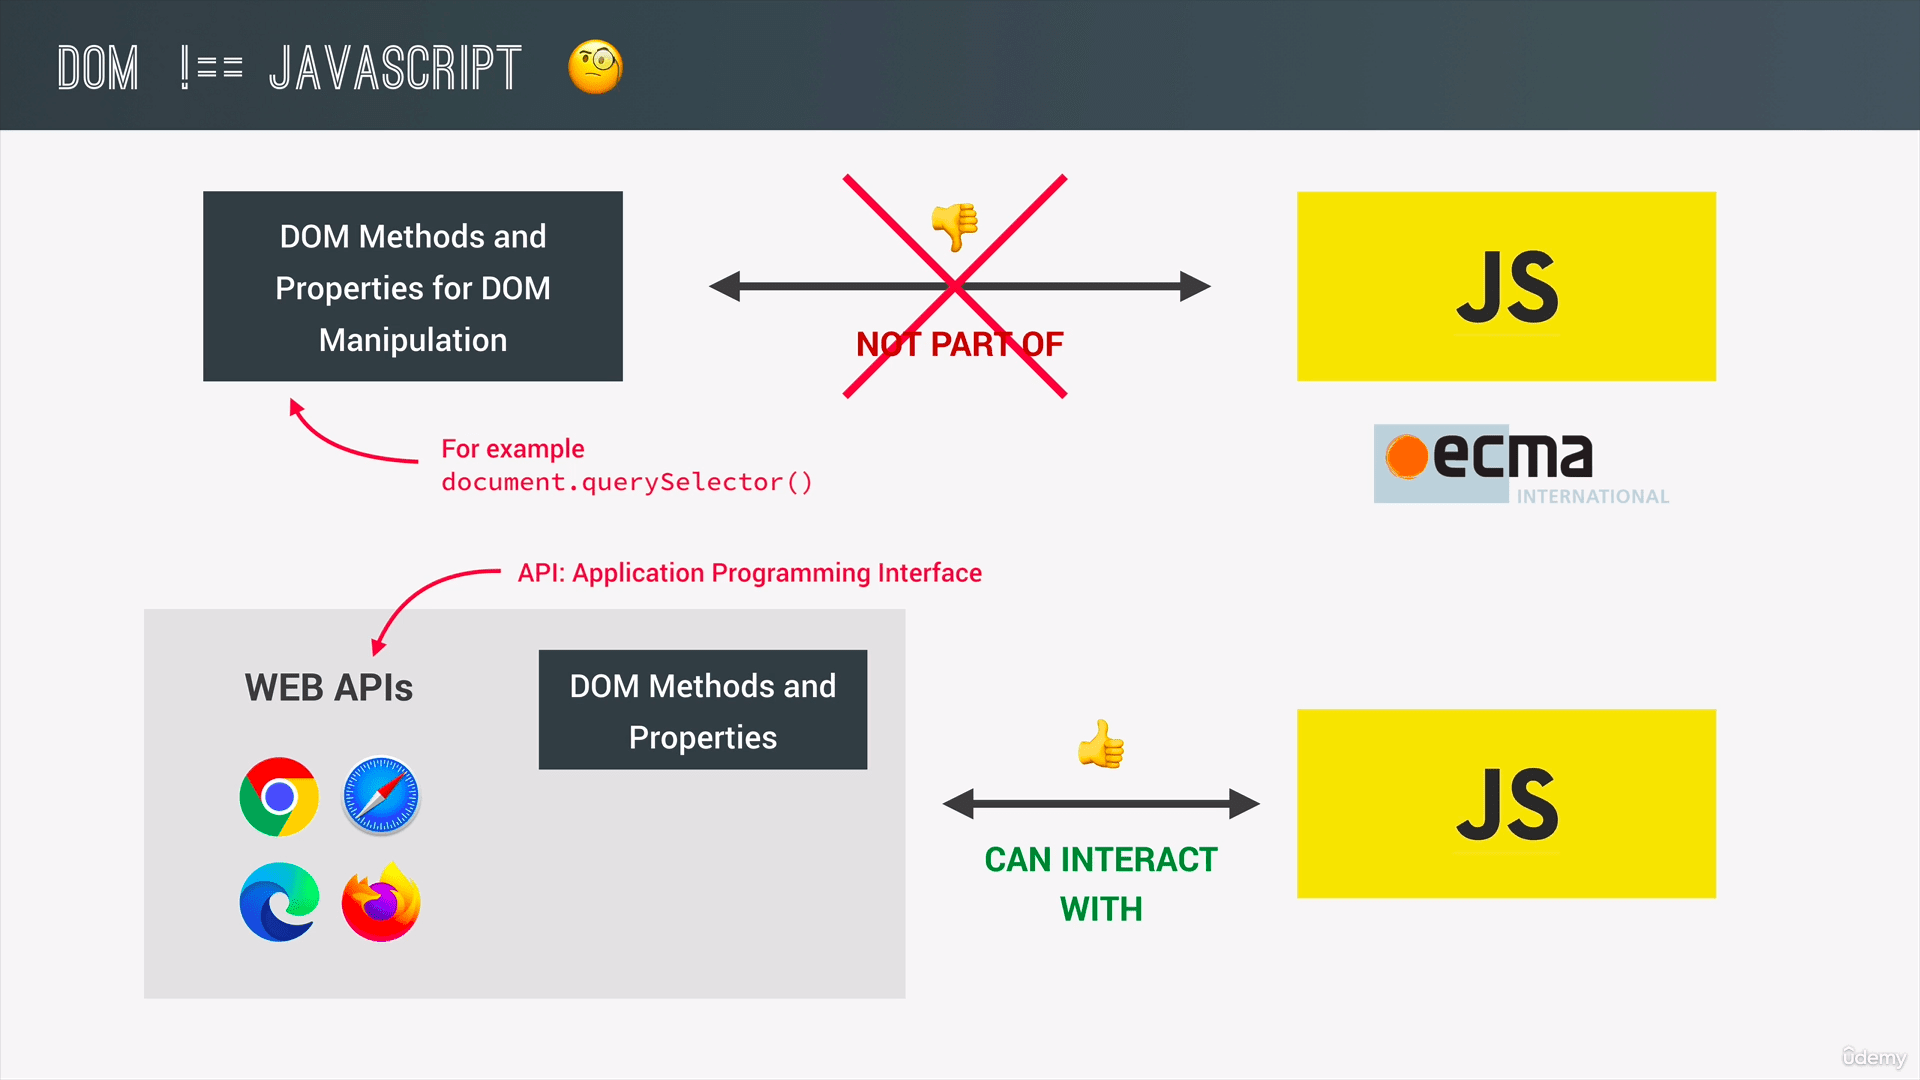 DOM !== JAVASCRIPT
DOM Methods and
Properties for DOM
Manipulation
NOT PART OF
JS
For example
document.querySelector()
ecma
INTERNATIONAL
API: Application Programming Interface
WEB APIs
DOM Methods and
Properties
CAN INTERACT
WITH
JS
ûdemy